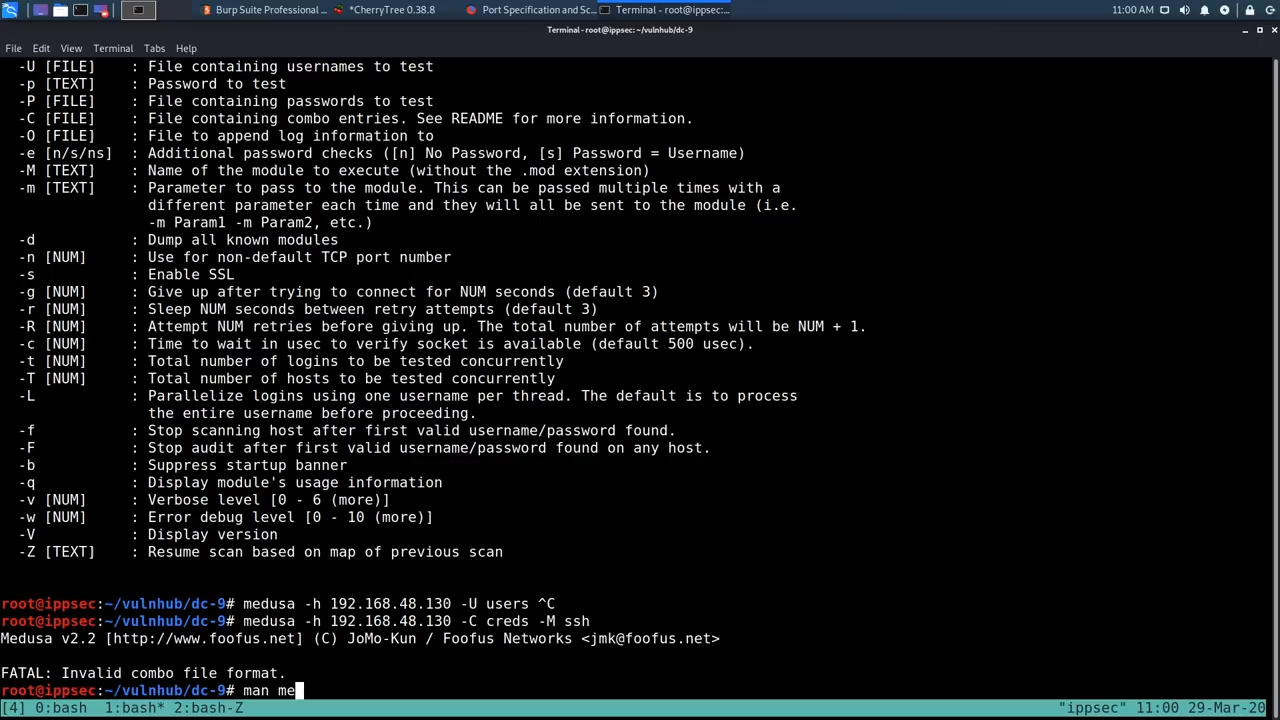 Burp Suite Professional ...
*CherryTree 0.38.8
Port Specification and Sc...
Terminal - root@ippsec:...
11:00 AM
Terminal - root@ippsec: ~/vulnhub/dc-9
File Edit View Terminal Tabs Help
-U [FILE] : File containing usernames to test
-p [TEXT] : Password to test
-P [FILE] : File containing passwords to test
-C [FILE] : File containing combo entries. See README for more information.
-O [FILE] : File to append log information to
-e [n/s/ns] : Additional password checks ([n] No Password, [s] Password = Username)
-M [TEXT] : Name of the module to execute (without the .mod extension)
-m [TEXT] : Parameter to pass to the module. This can be passed multiple times with a
different parameter each time and they will all be sent to the module (i.e.
-m Param1 -m Param2, etc.)
-d : Dump all known modules
-n [NUM] : Use for non-default TCP port number
-s : Enable SSL
-g [NUM] : Give up after trying to connect for NUM seconds (default 3)
-r [NUM] : Sleep NUM seconds between retry attempts (default 3)
-R [NUM] : Attempt NUM retries before giving up. The total number of attempts will be NUM + 1.
-c [NUM] : Time to wait in usec to verify socket is available (default 500 usec).
-t [NUM] : Total number of logins to be tested concurrently
-T [NUM] : Total number of hosts to be tested concurrently
-L : Parallelize logins using one username per thread. The default is to process
the entire username before proceeding.
-f : Stop scanning host after first valid username/password found.
-F : Stop audit after first valid username/password found on any host.
-b : Suppress startup banner
-q : Display module's usage information
-v [NUM] : Verbose level [0 - 6 (more)]
-w [NUM] : Error debug level [0 - 10 (more)]
-V : Display version
-Z [TEXT] : Resume scan based on map of previous scan
root@ippsec:~/vulnhub/dc-9# medusa -h 192.168.48.130 -U users ^C
root@ippsec:~/vulnhub/dc-9# medusa -h 192.168.48.130 -C creds -M ssh
Medusa v2.2 [http://www.foofus.net] (C) JoMo-Kun / Foofus Networks <jmk@foofus.net>
FATAL: Invalid combo file format.
root@ippsec:~/vulnhub/dc-9# man me
[4] 0:bash 1:bash* 2:bash-Z "ippsec" 11:00 29-Mar-20